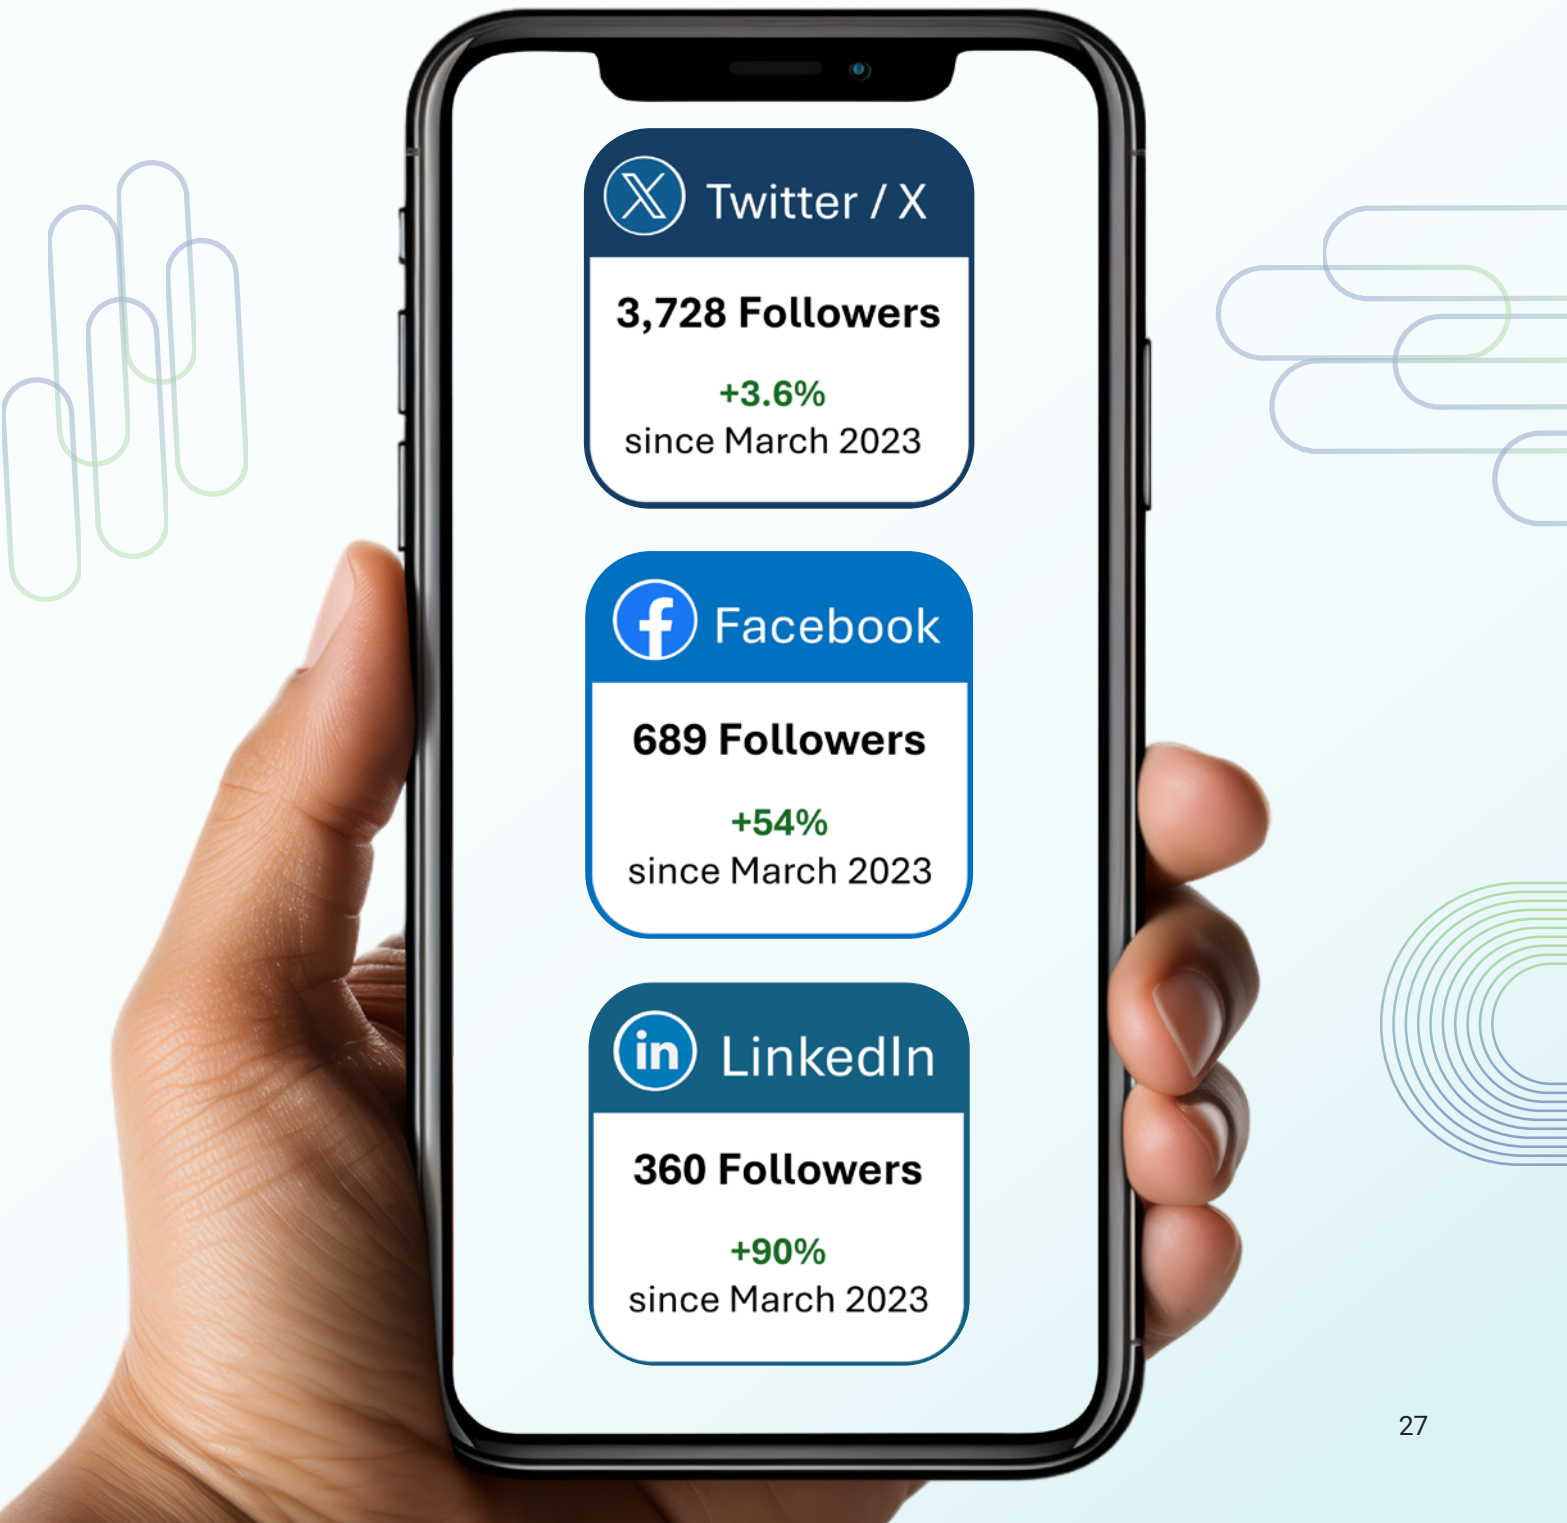 Twitter / X
3,728 Followers
+3.6%
since March 2023
Facebook
689 Followers
+54%
since March 2023
in LinkedIn
360 Followers
+90%
since March 2023
27